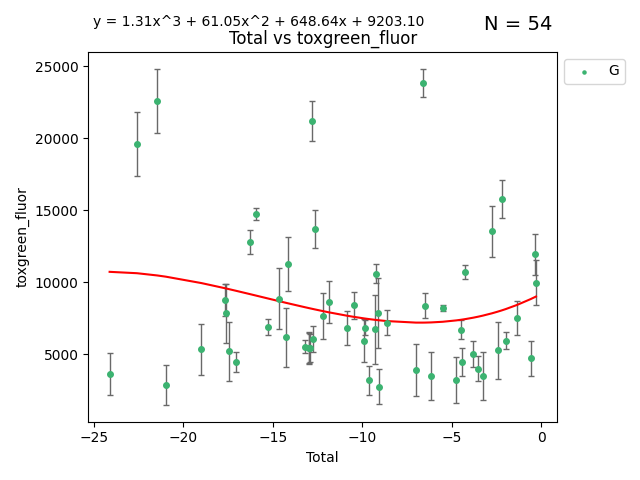 y = 1.31x^3 + 61.05x^2 + 648.64x + 9203.10
N = 54
Total vs toxgreen_fluor
G
25000
20000
15000
10000
5000
toxgreen_fluor
−25 −20 −15 −10 −5 0
Total